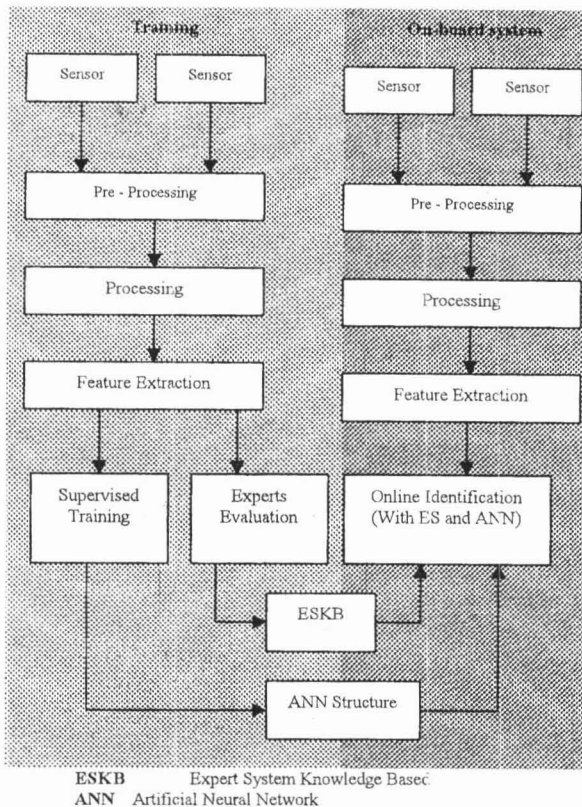 Training
On-board system
Sensor
Sensor
Sensor
Sensor
Pre - Processing
Pre - Processing
Processing
Processing
Feature Extraction
Feature Extraction
Supervised
Training
Experts
Evaluation
Online Identification
(With ES and ANN)
ESKB
ANN Structure
ESKB Expert System Knowledge Based
ANN Artificial Neural Network